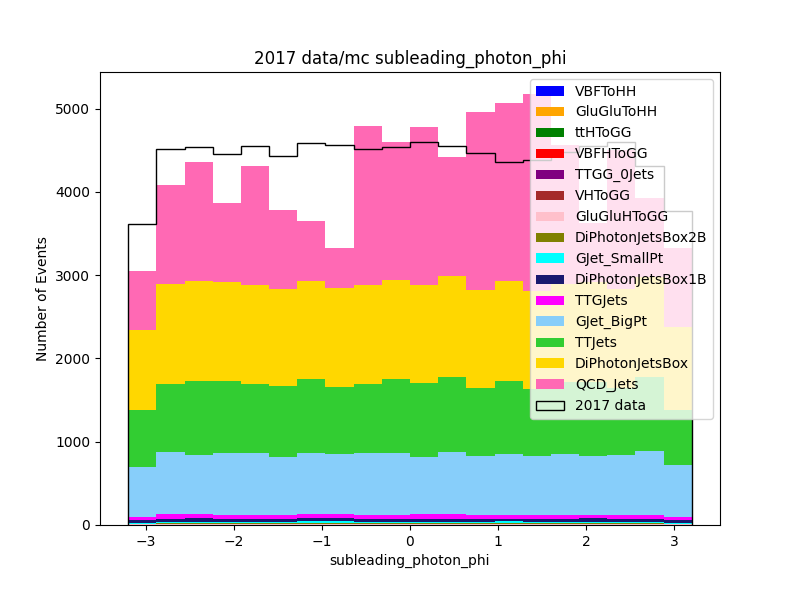 2017 data/mc subleading_photon_phi
Number of Events
5000
4000
3000
2000
1000
0
VBFToHH
GluGluToHH
ttHToGG
VBFHToGG
TTGG_0Jets
VHToGG
GluGluHToGG
DiPhotonJetsBox2B
GJet_SmallPt
DiPhotonJetsBox1B
TTGJets
GJet_BigPt
TTJets
DiPhotonJetsBox
QCD_Jets
2017 data
−3 −2 −1 0 1 2 3
subleading_photon_phi